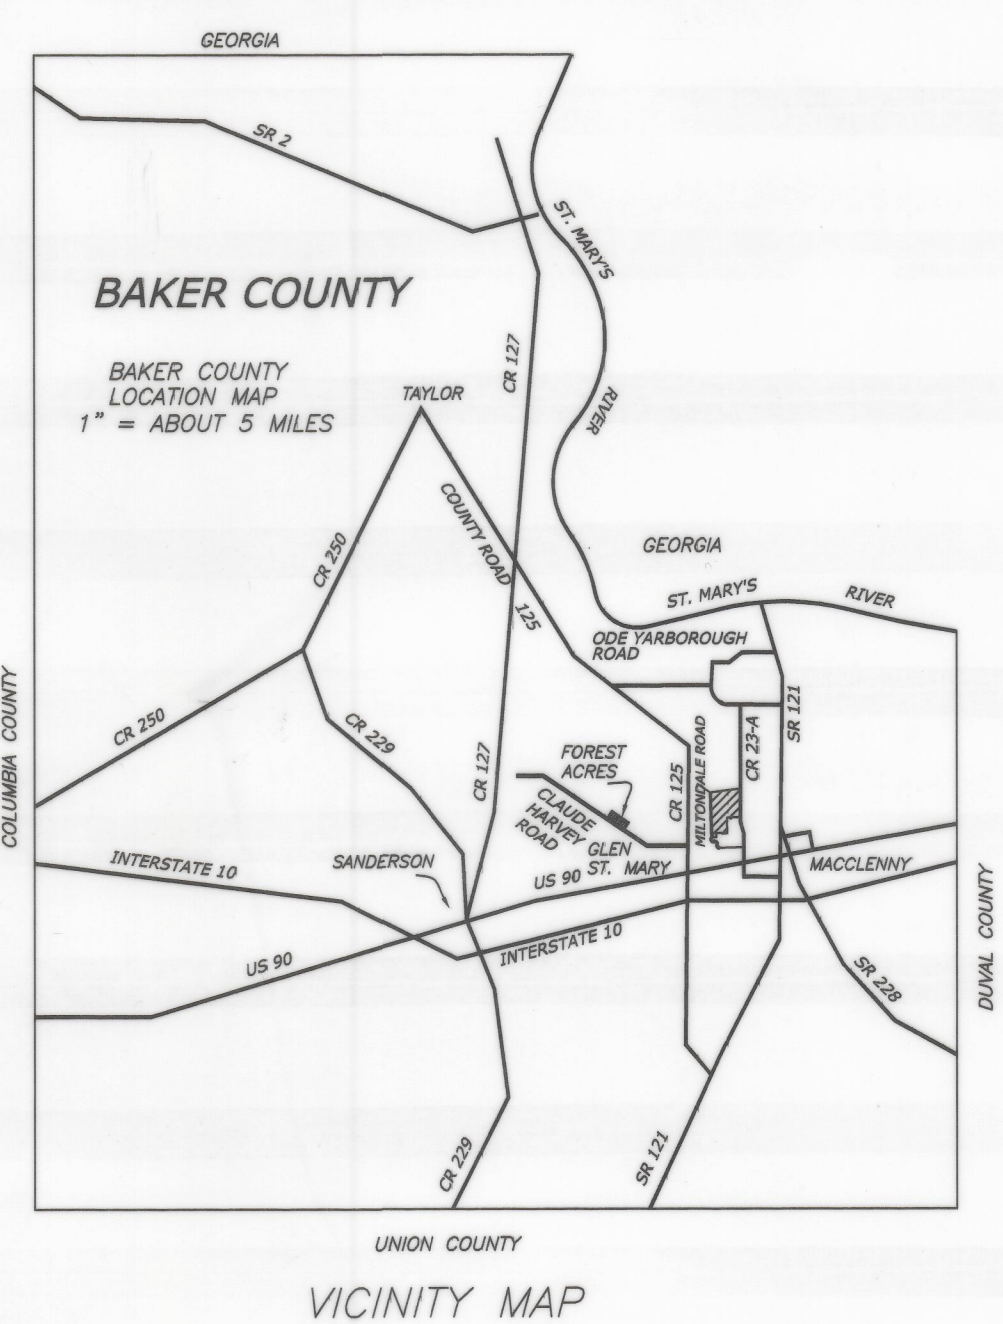 GEORGIA
SR 2
ST. MARY'S
RIVER
BAKER COUNTY
BAKER COUNTY
LOCATION MAP
1" = ABOUT 5 MILES
CR 127
TAYLOR
COUNTY ROAD
125
CR 250
GEORGIA
ST. MARY'S
RIVER
ODE YARBOROUGH
ROAD
COLUMBIA COUNTY
CR 250
CR 229
CR 127
FOREST
ACRES
CLAUDE
HARVEY
ROAD
CR 125
MILTONDALE ROAD
CR 23-A
SR 121
INTERSTATE 10
SANDERSON
GLEN
ST. MARY
US 90
MACCLENNY
US 90
INTERSTATE 10
SR 228
DUVAL COUNTY
CR 229
SR 121
UNION COUNTY
VICINITY MAP